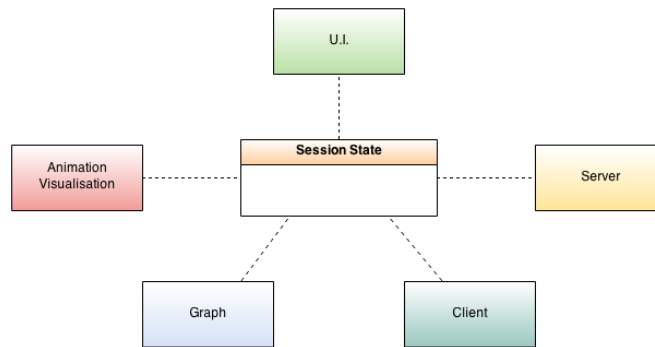 U.I.
Session State
Animation
Visualisation
Server
Graph
Client